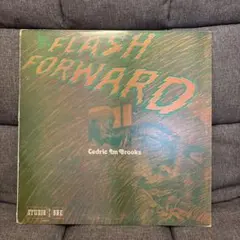 FLASH
FORWARD
Cedric Im Brooks
STUDIO ONE